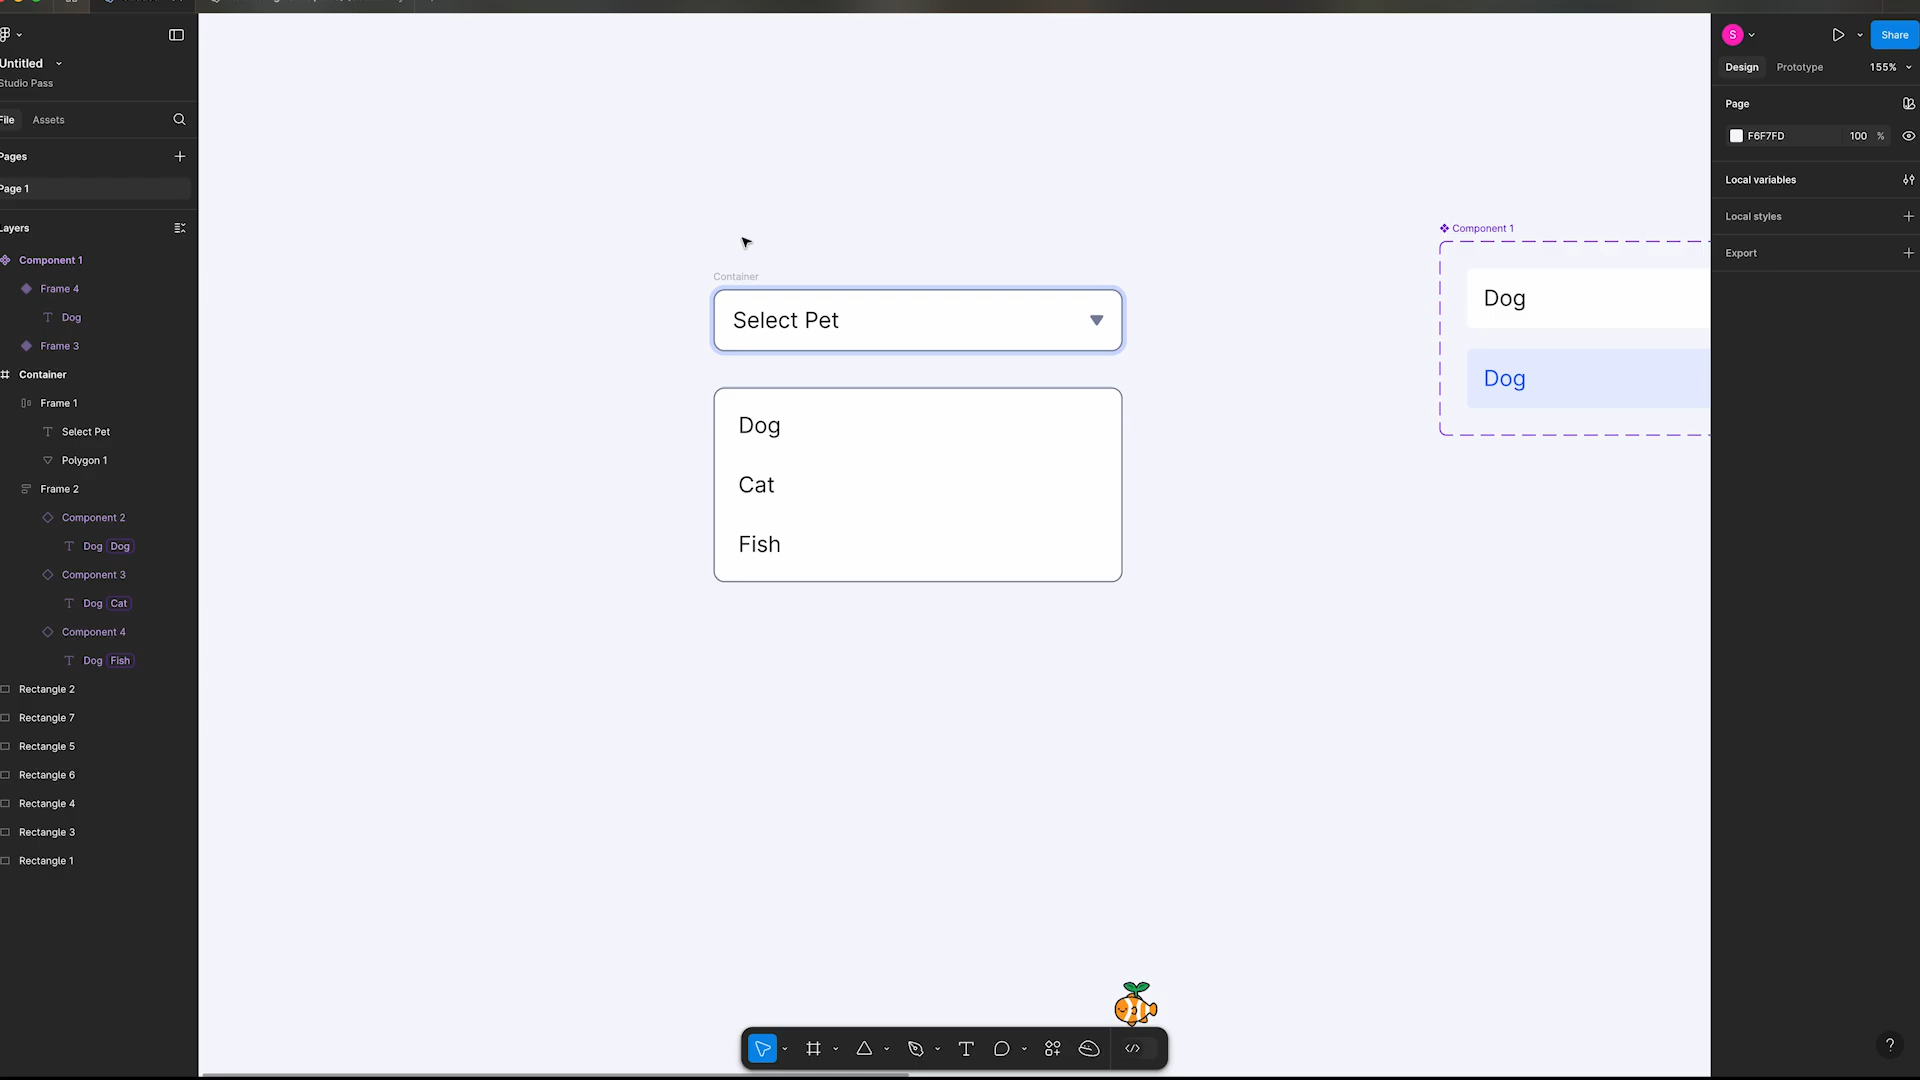 Untitled
Studio Pass
File Assets
Pages
Page 1
Layers
Component 1
Frame 4
Dog
Frame 3
Container
Frame 1
Select Pet
Polygon 1
Frame 2
Component 2
Dog Dog
Component 3
Dog Cat
Component 4
Dog Fish
Rectangle 2
Rectangle 7
Rectangle 5
Rectangle 6
Rectangle 4
Rectangle 3
Rectangle 1
Container
Select Pet
Dog
Cat
Fish
Component 1
Dog
Dog
S
Share
Design Prototype 155%
Page
F6F7FD 100 %
Local variables
Local styles
Export
?